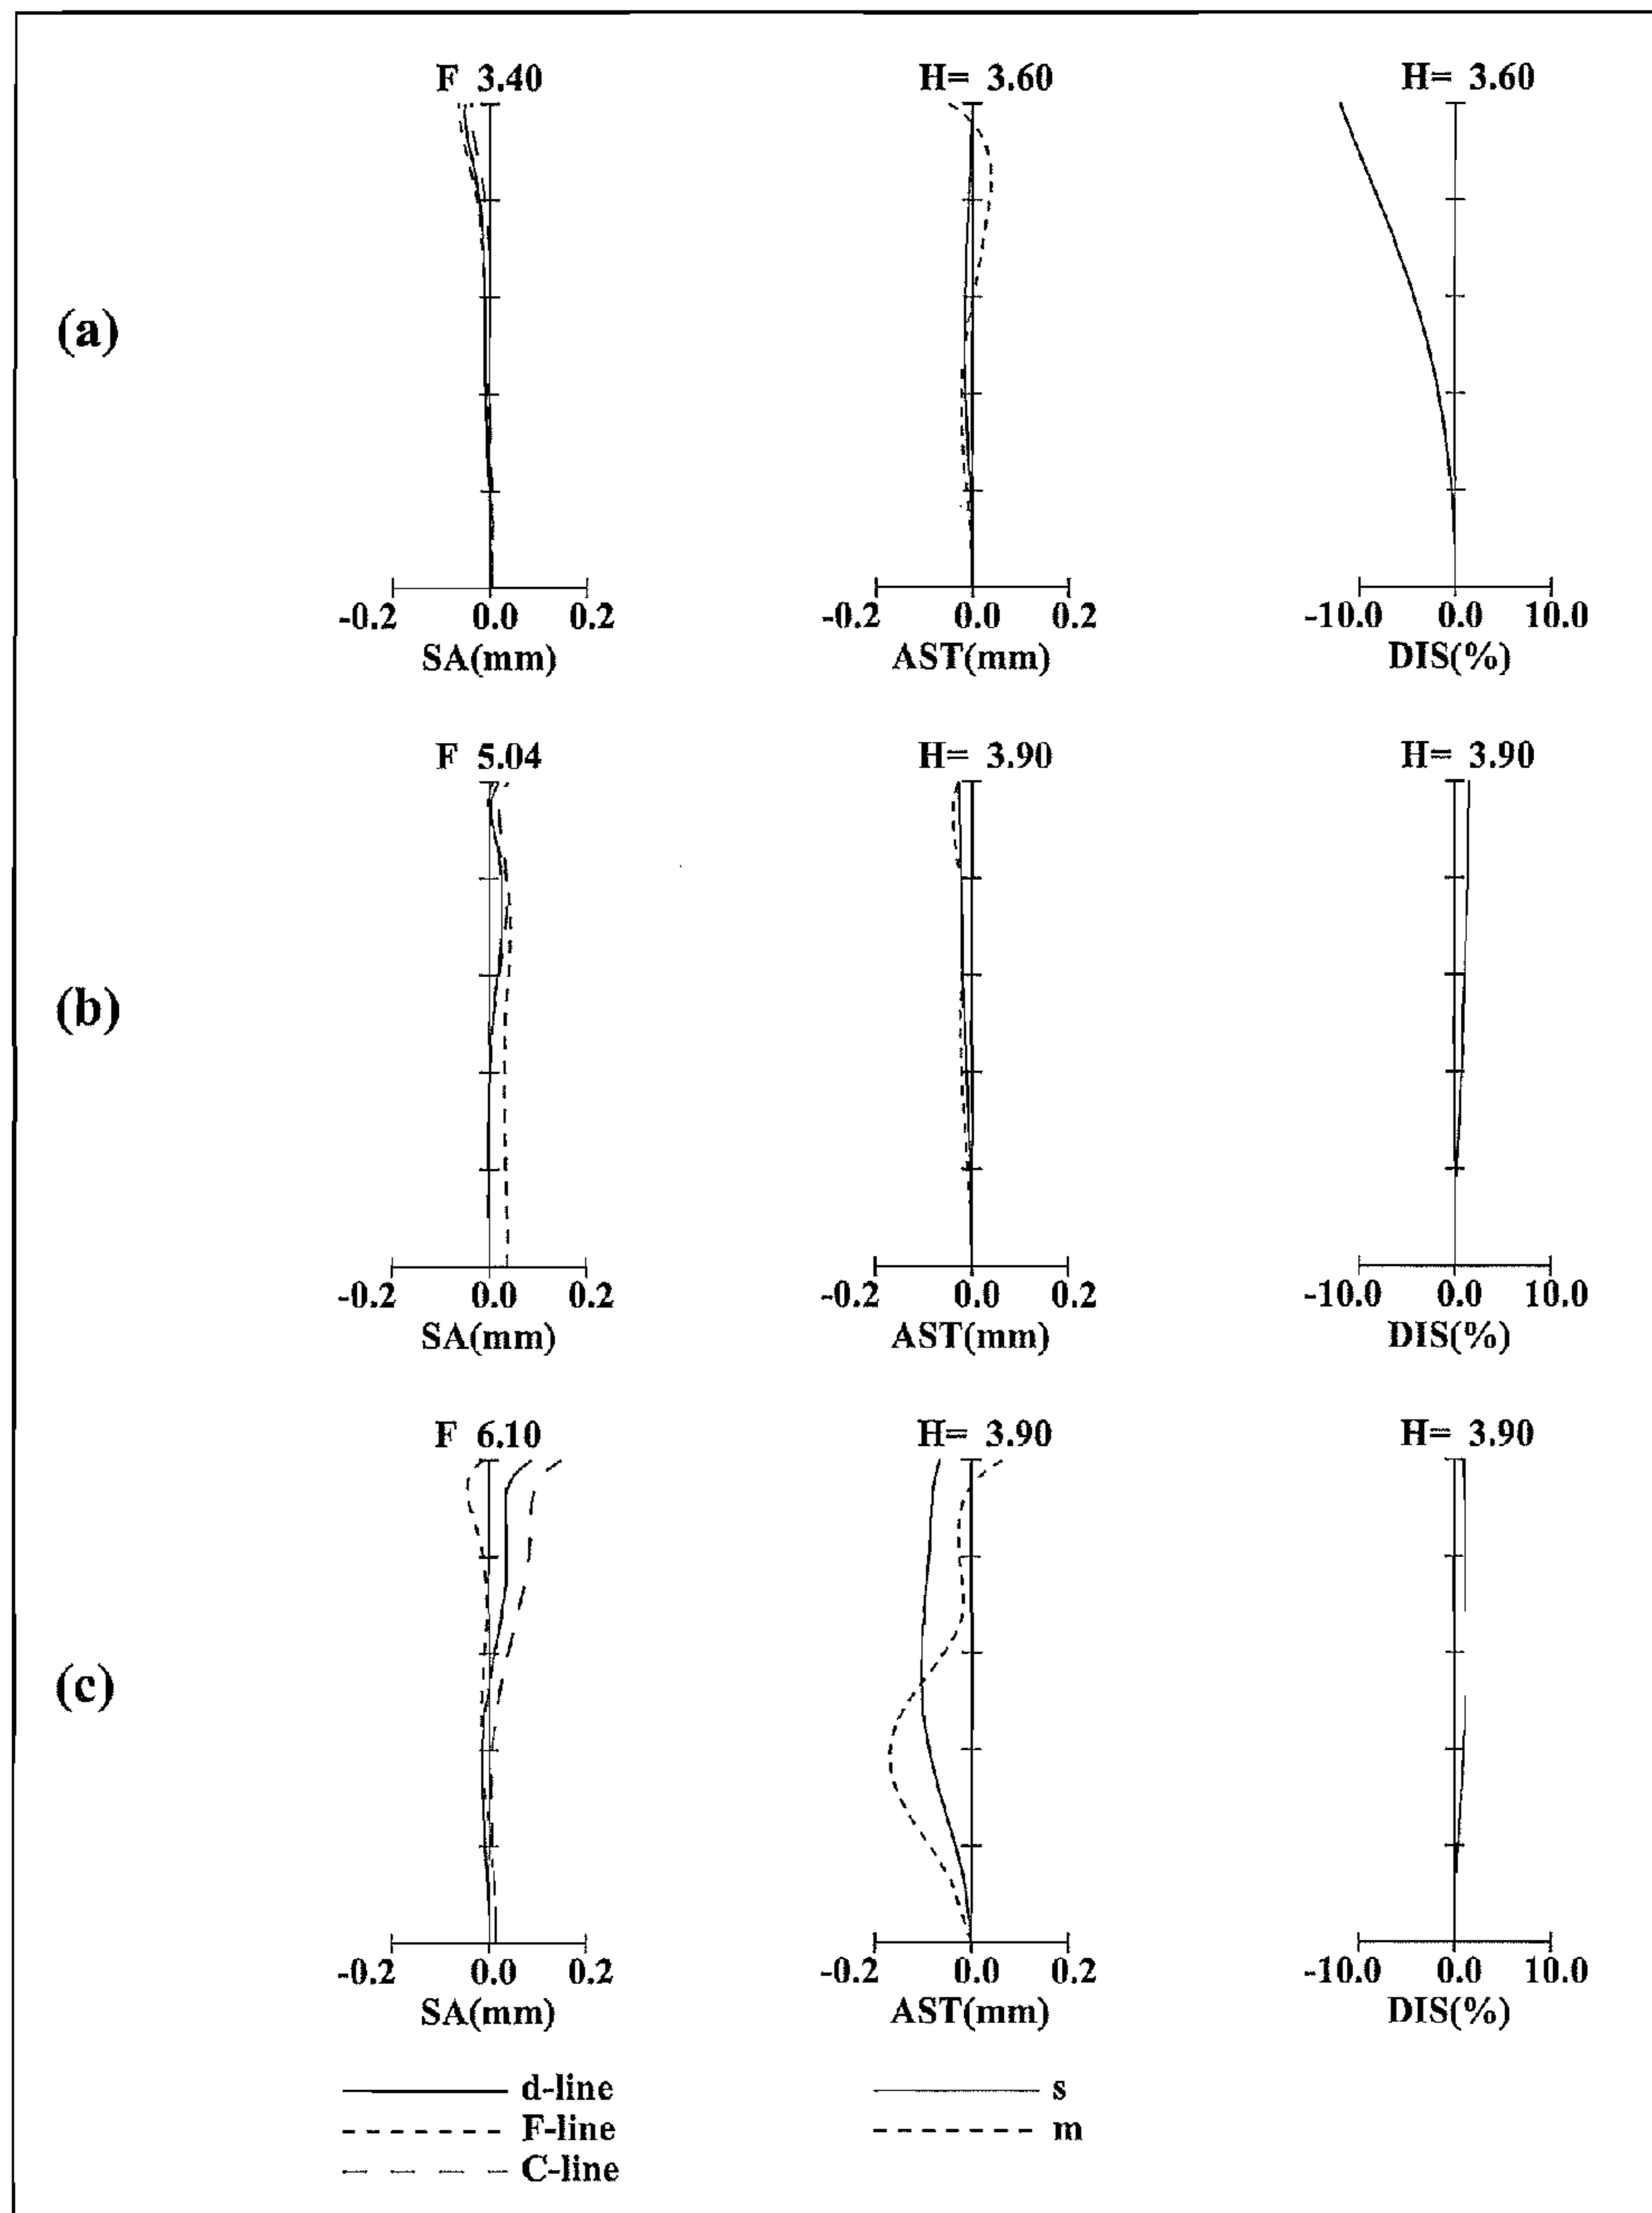 F 3.40 H= 3.60 H= 3.60
(a)
-0.2 0.0 0.2 -0.2 0.0 0.2 -10.0 0.0 10.0
SA(mm) AST(mm) DIS(%)
F 5.04 H= 3.90 H= 3.90
(b)
-0.2 0.0 0.2 -0.2 0.0 0.2 -10.0 0.0 10.0
SA(mm) AST(mm) DIS(%)
F 6.10 H= 3.90 H= 3.90
(c)
-0.2 0.0 0.2 -0.2 0.0 0.2 -10.0 0.0 10.0
SA(mm) AST(mm) DIS(%)
d-line s
F-line m
C-line